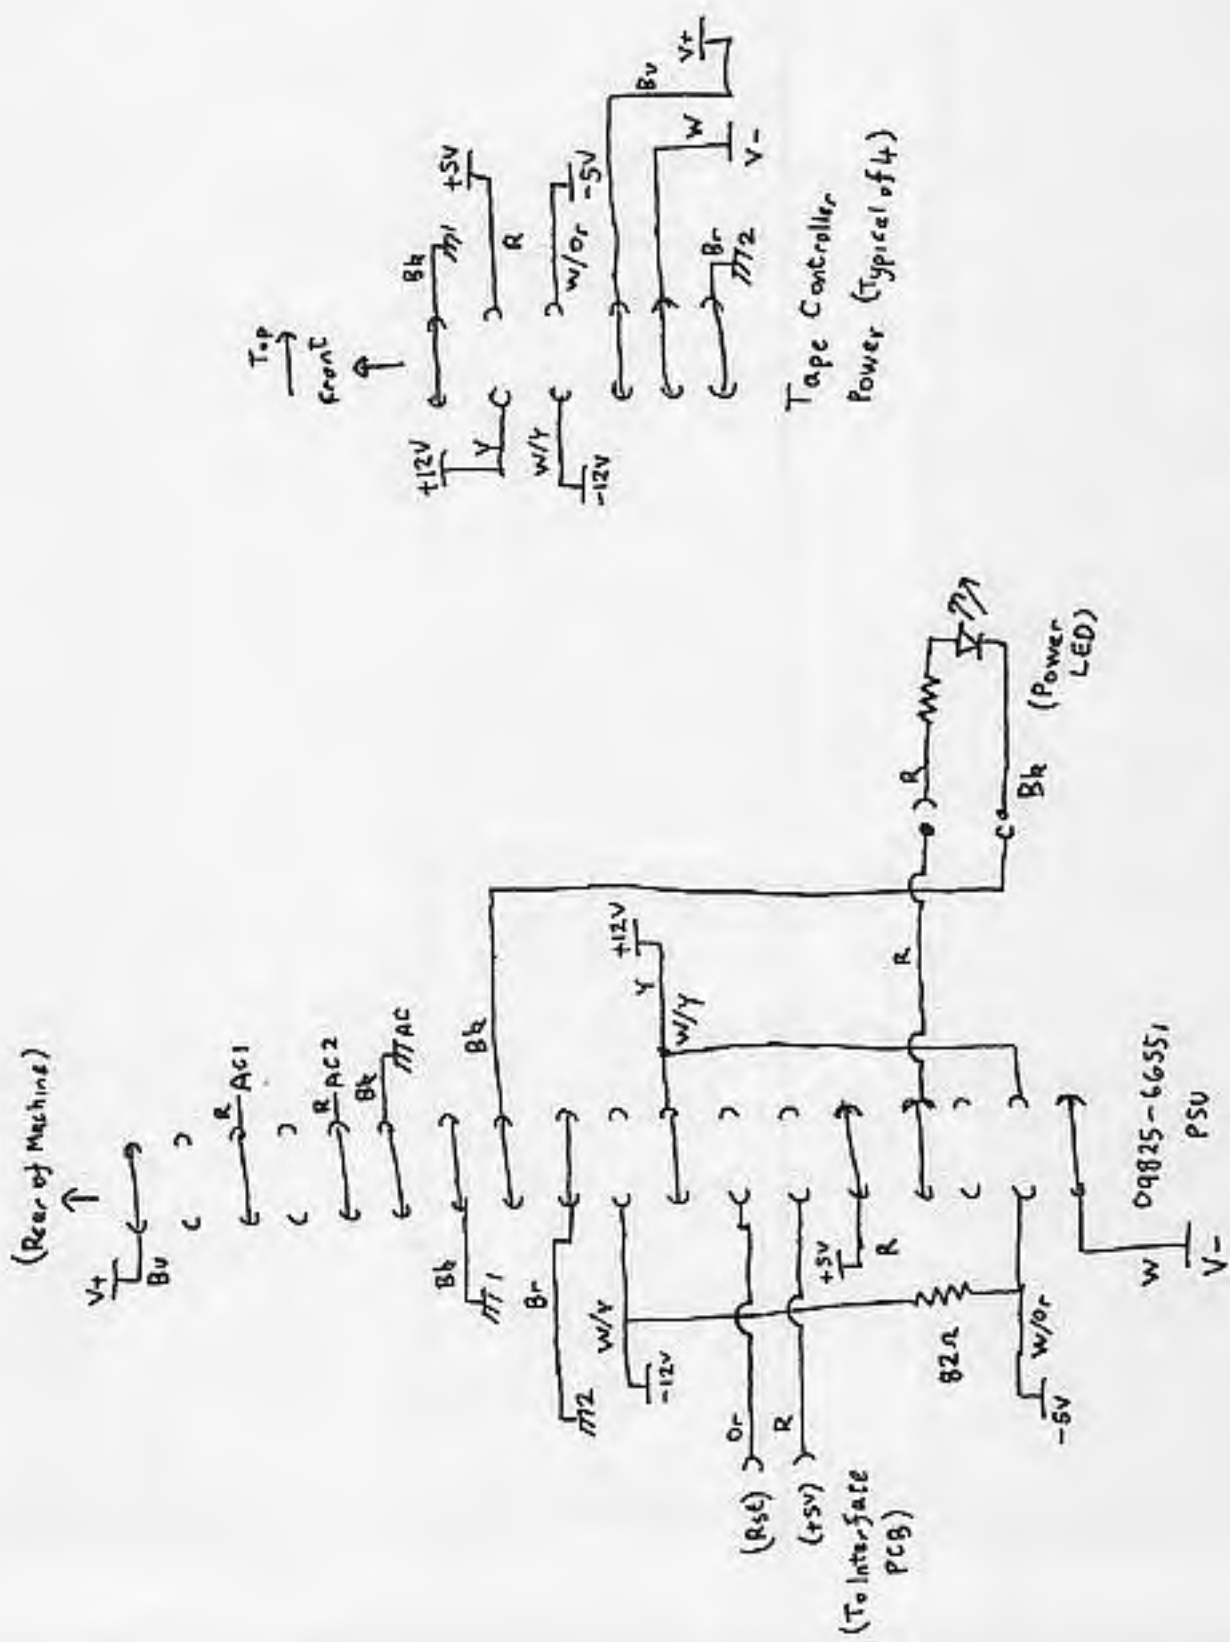 (Rear of Machine)
V+
Bu
R
AC1
R
AC2
Bk
AC
Bk
1
Bk
Br
2
W/Y
-12V
+12V
Y
W/Y
Or
(Rst)
R
(+5V)
(To Interface
PCB)
+5V
R
R
R
Bk
(Power
LED)
82Ω
W/Or
-5V
W
V-
09825-66551
PSU
Top
Front
Bk
1
+12V
Y
+5V
R
W/Y
-12V
W/Or
-5V
Bu
V+
W
V-
Br
2
Tape Controller
Power (Typical of 4)